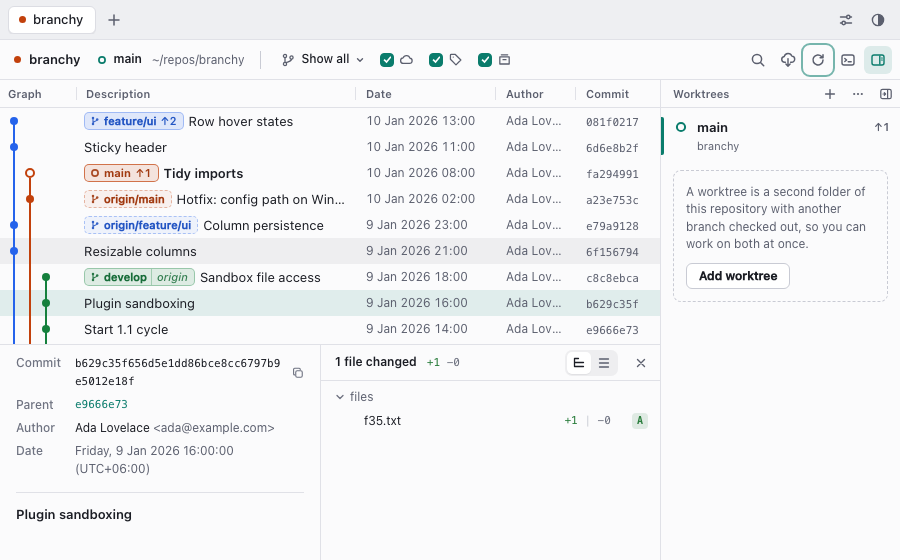 branchy
branchy
main
~/repos/branchy
Show all
Graph
Description
Date
Author
Commit
feature/ui ↑2 Row hover states 10 Jan 2026 13:00 Ada Lov... 081f0217
Sticky header 10 Jan 2026 11:00 Ada Lov... 6d6e8b2f
main ↑1 Tidy imports 10 Jan 2026 08:00 Ada Lov... fa294991
origin/main Hotfix: config path on Win... 10 Jan 2026 02:00 Ada Lov... a23e753c
origin/feature/ui Column persistence 9 Jan 2026 23:00 Ada Lov... e79a9128
Resizable columns 9 Jan 2026 21:00 Ada Lov... 6f156794
develop origin Sandbox file access 9 Jan 2026 18:00 Ada Lov... c8c8ebca
Plugin sandboxing 9 Jan 2026 16:00 Ada Lov... b629c35f
Start 1.1 cycle 9 Jan 2026 14:00 Ada Lov... e9666e73
Commit b629c35f656d5e1dd86bce8cc6797b9
e5012e18f
Parent e9666e73
Author Ada Lovelace <ada@example.com>
Date Friday, 9 Jan 2026 16:00:00
(UTC+06:00)
Plugin sandboxing
1 file changed +1 −0
files
f35.txt +1 | −0 A
Worktrees
main ↑1
branchy
A worktree is a second folder of
this repository with another
branch checked out, so you can
work on both at once.
Add worktree